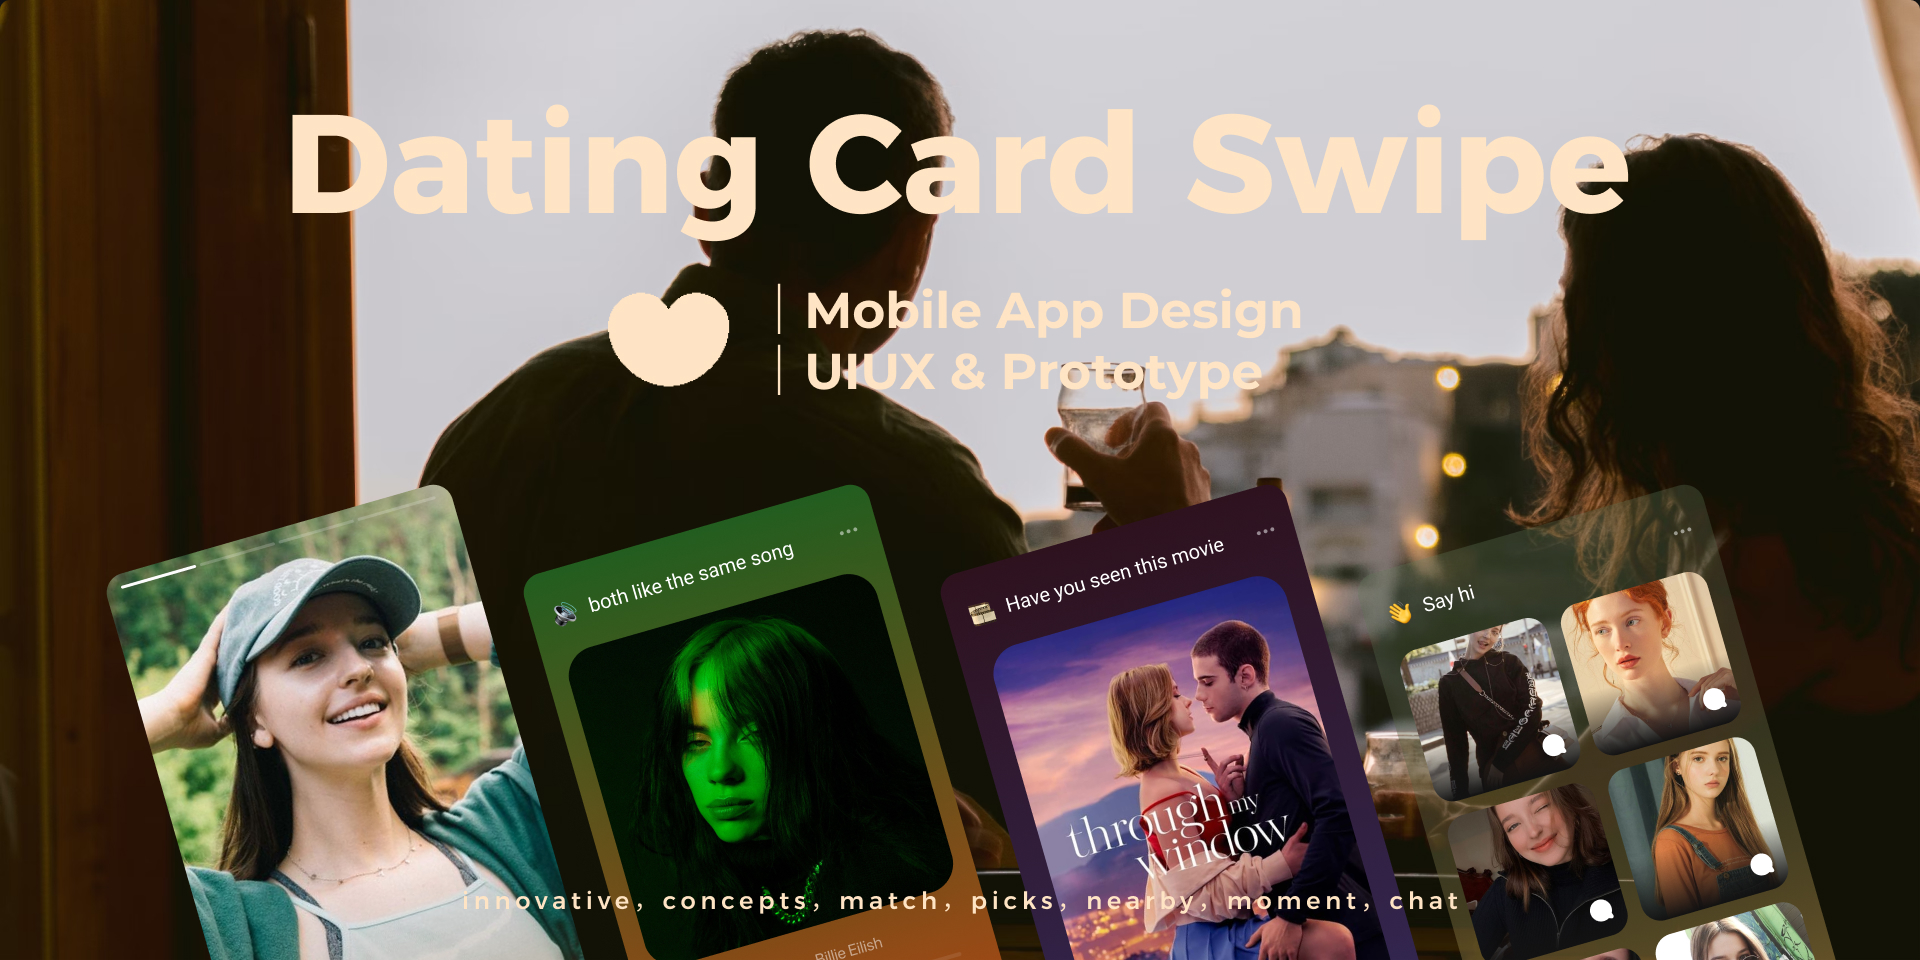 Dating Card Swipe
Mobile App Design
UIUX & Prototype
both like the same song
Have you seen this movie
Say hi
through my
window
innovative, concepts, match, picks, nearby, moment, chat
Billie Eilish